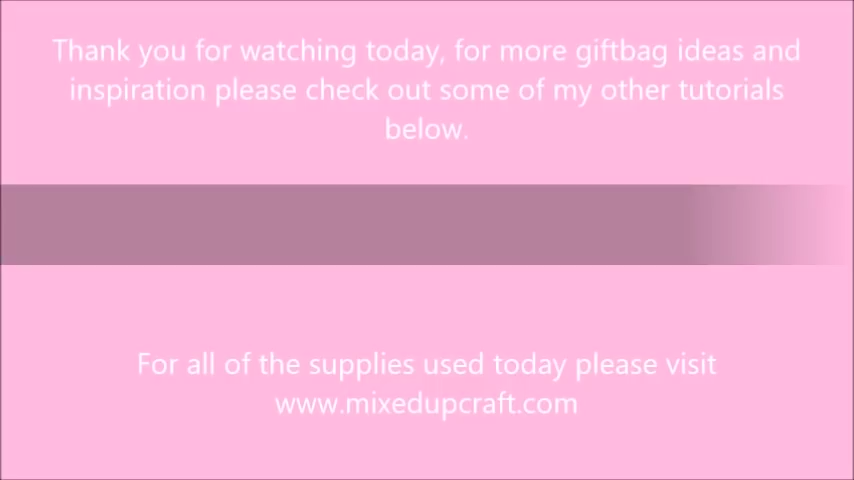 Thank you for watching today, for more giftbag ideas and
inspiration please check out some of my other tutorials
below.
For all of the supplies used today please visit
www.mixedupcraft.com